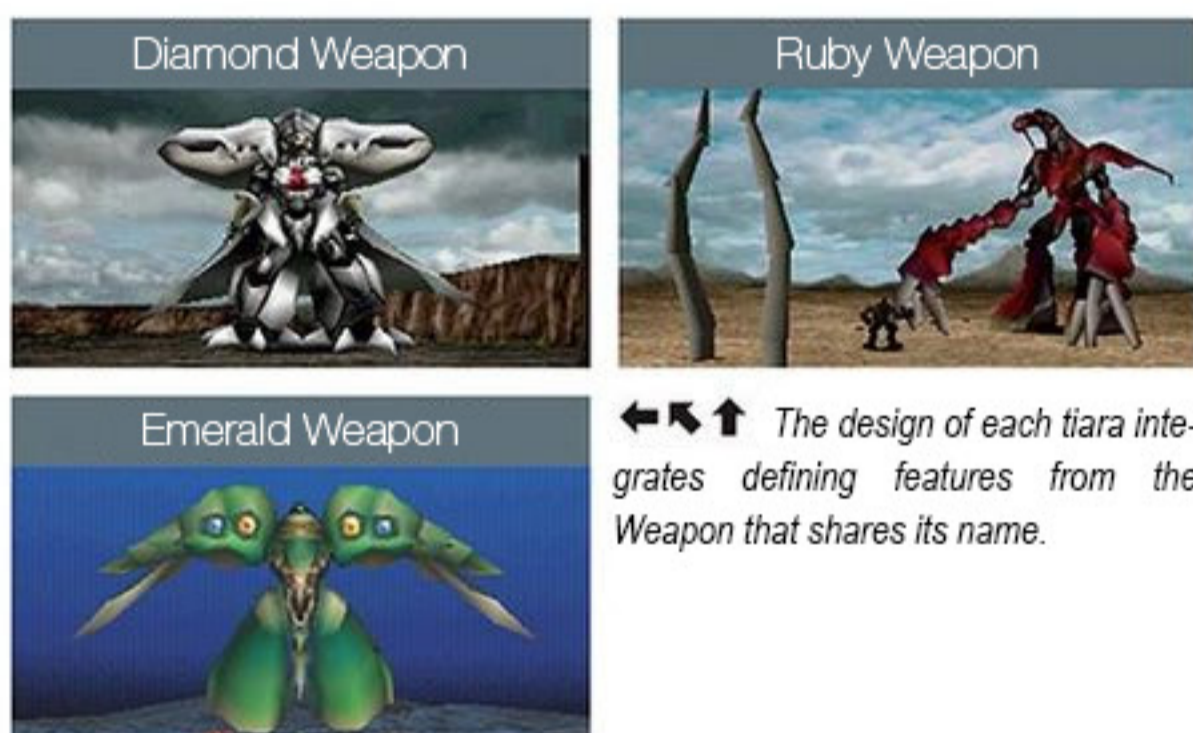 Diamond Weapon
Ruby Weapon
Emerald Weapon
The design of each tiara inte-
grates defining features from the
Weapon that shares its name.